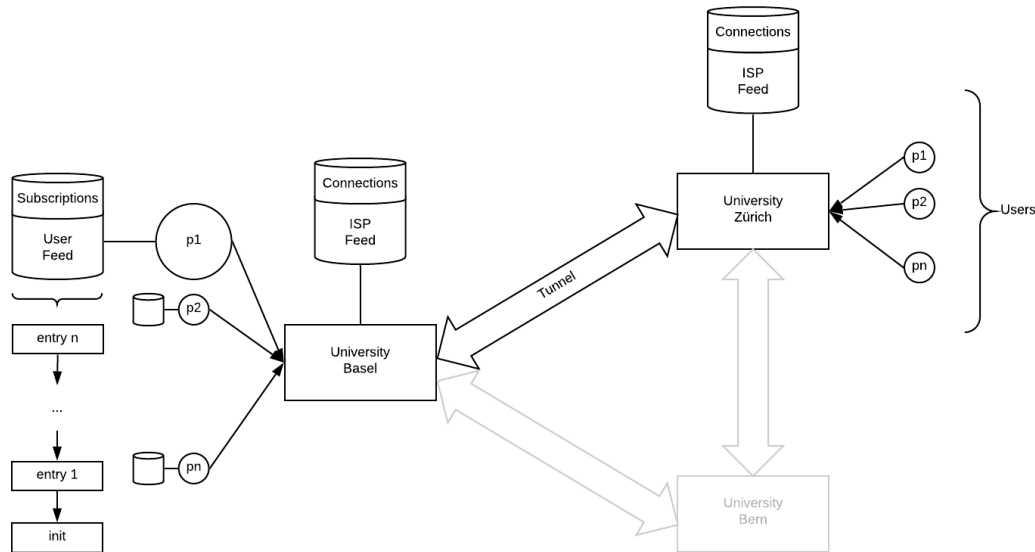 Connections
ISP
Feed
Subscriptions
User
Feed
p1
Connections
ISP
Feed
University
Zürich
p1
p2
pn
Users
Tunnel
p2
entry n
University
Basel
...
entry 1
pn
init
University
Bern